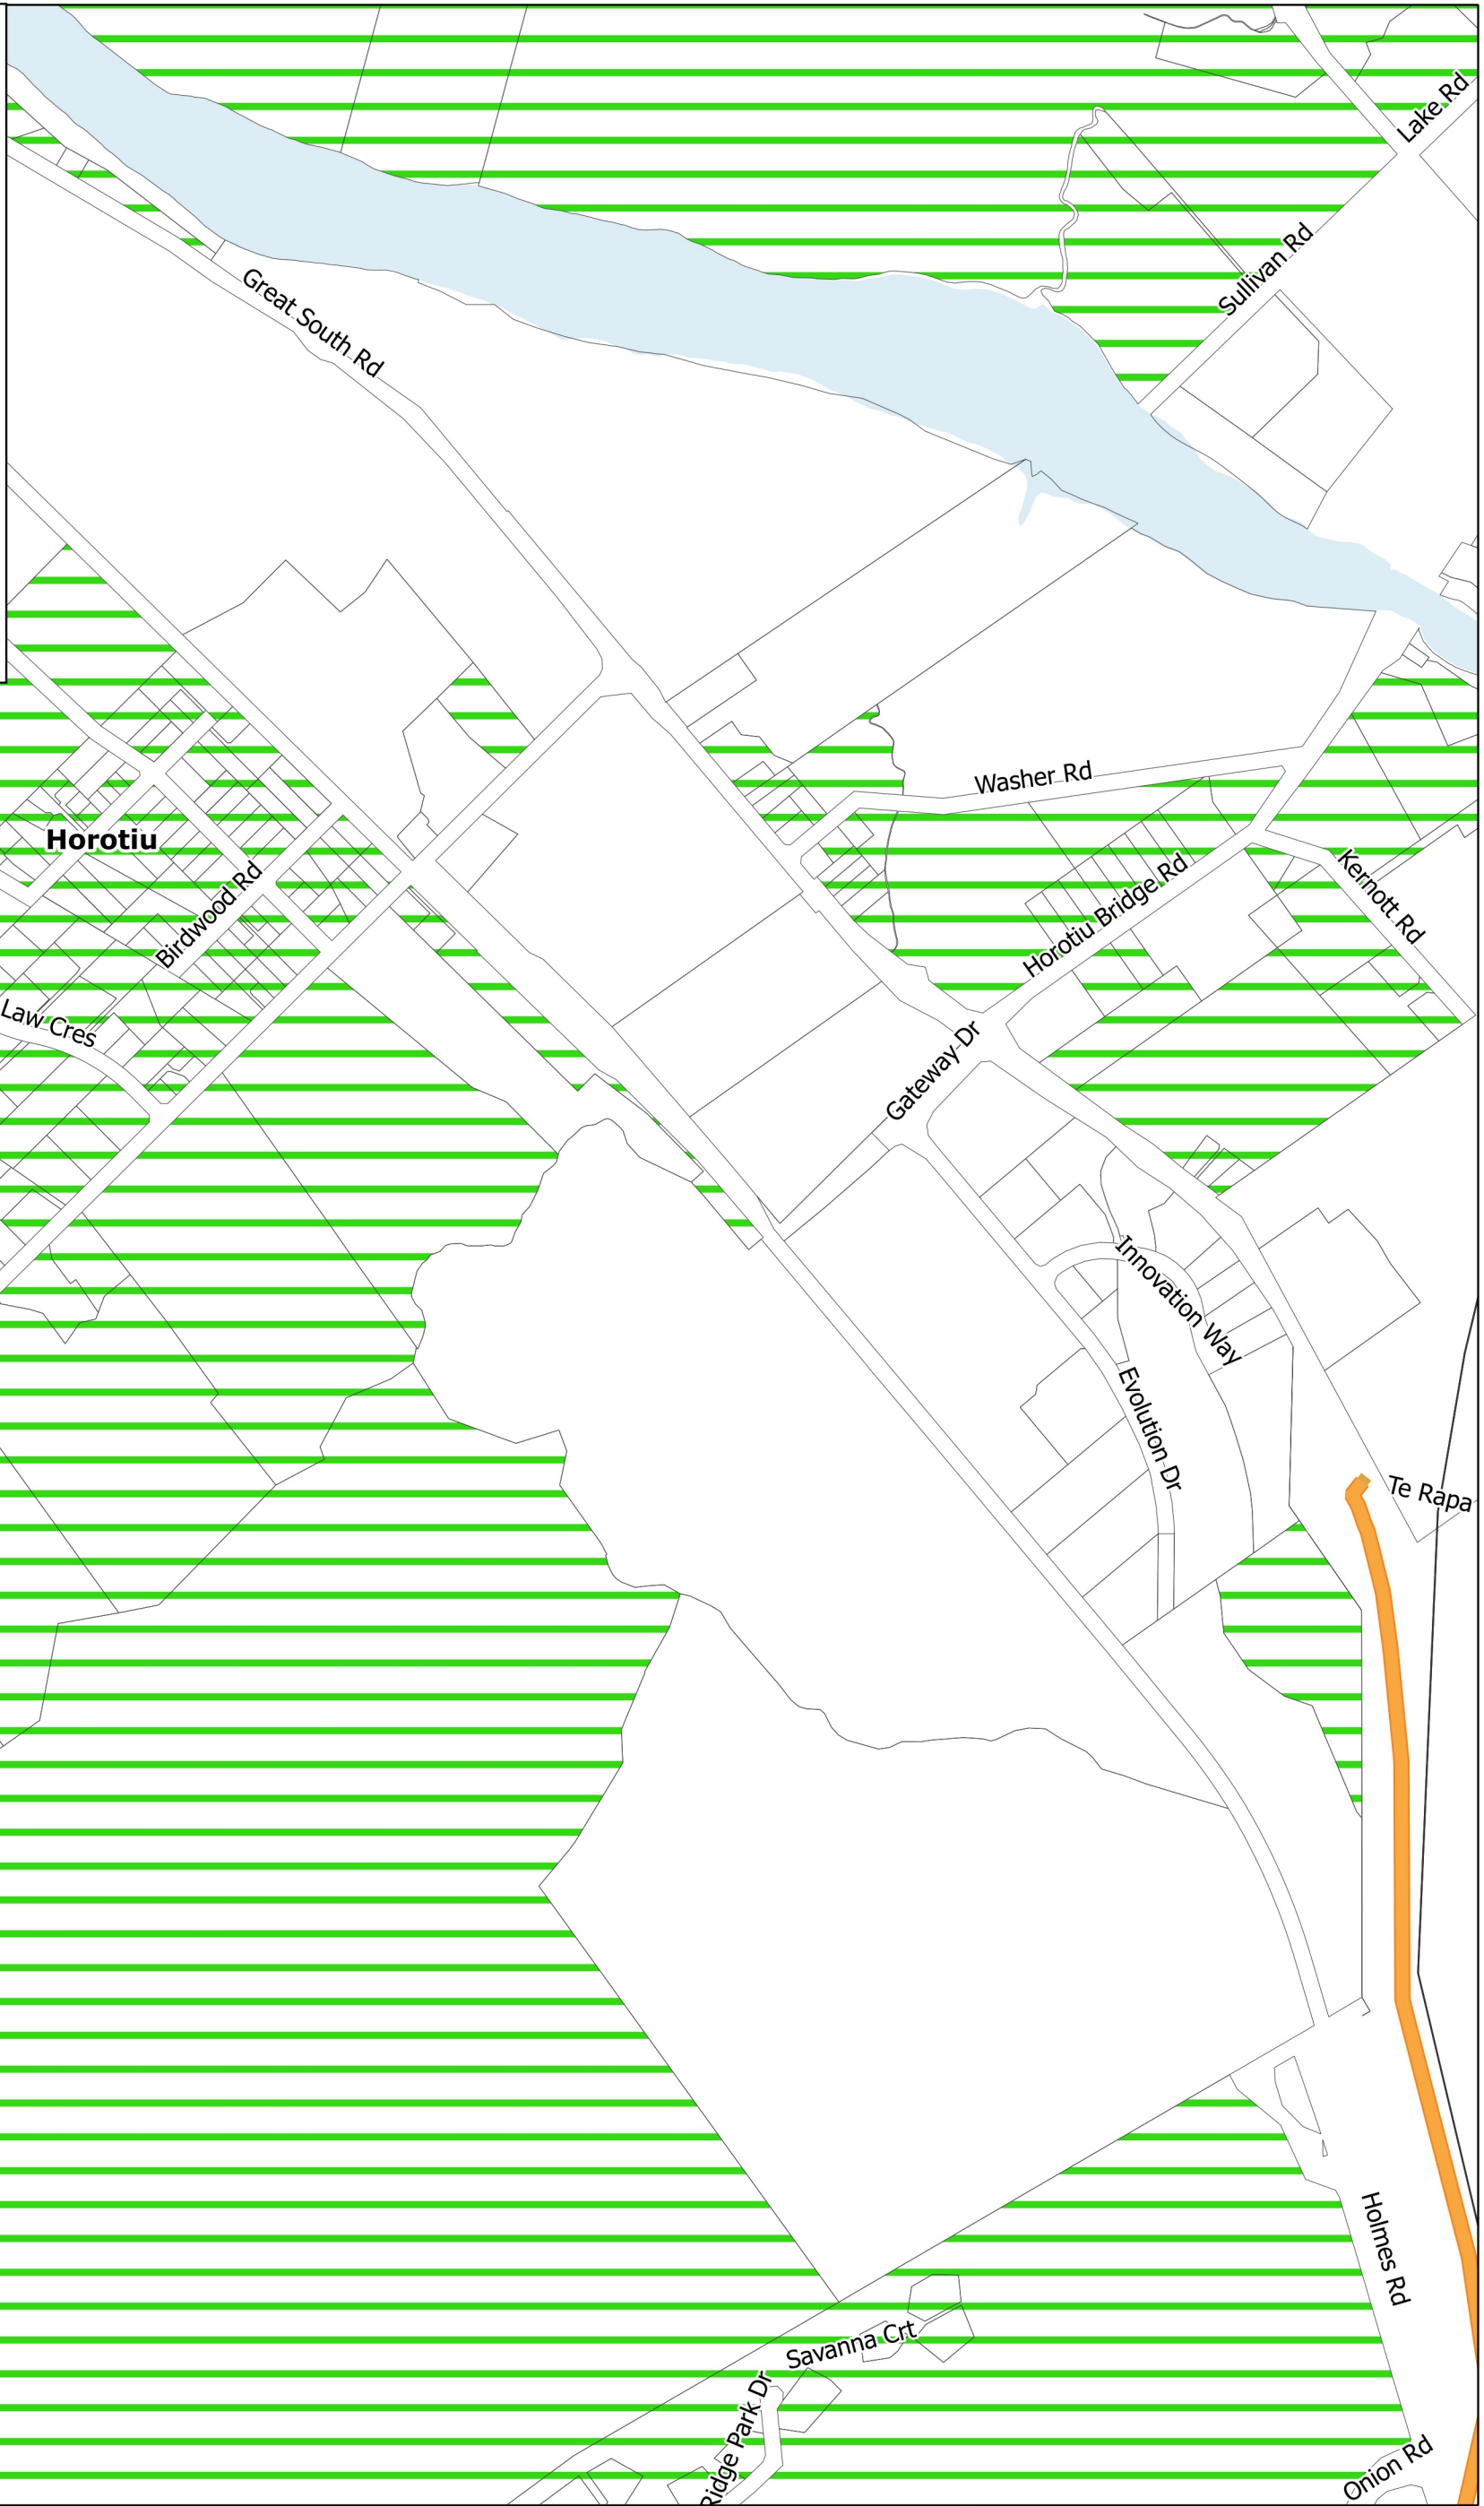 Lake Rd
Sullivan Rd
Great South Rd
Washer Rd
Horotiu
Kernott Rd
Birdwood Rd
Horotiu Bridge Rd
Law Cres
Gateway Dr
Innovation Way
Evolution Dr
Te Rapa
Holmes Rd
Savanna Crt
Ridge Park Dr
Onion Rd